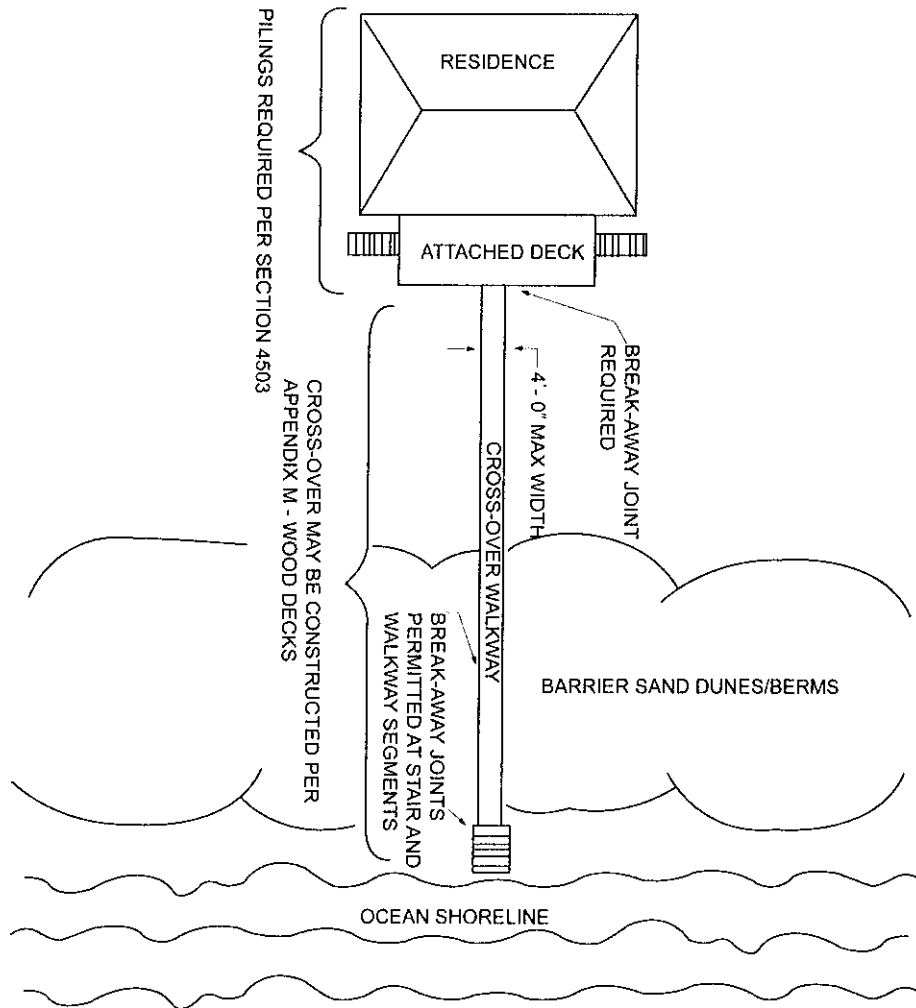 RESIDENCE
PILINGS REQUIRED PER SECTION 4503
ATTACHED DECK
BREAK-AWAY JOINT
REQUIRED
4'- 0" MAX WIDTH
CROSS-OVER WALKWAY
CROSS-OVER MAY BE CONSTRUCTED PER
APPENDIX M - WOOD DECKS
BREAK-AWAY JOINTS
PERMITTED AT STAIR AND
WALKWAY SEGMENTS
BARRIER SAND DUNES/BERMS
OCEAN SHORELINE